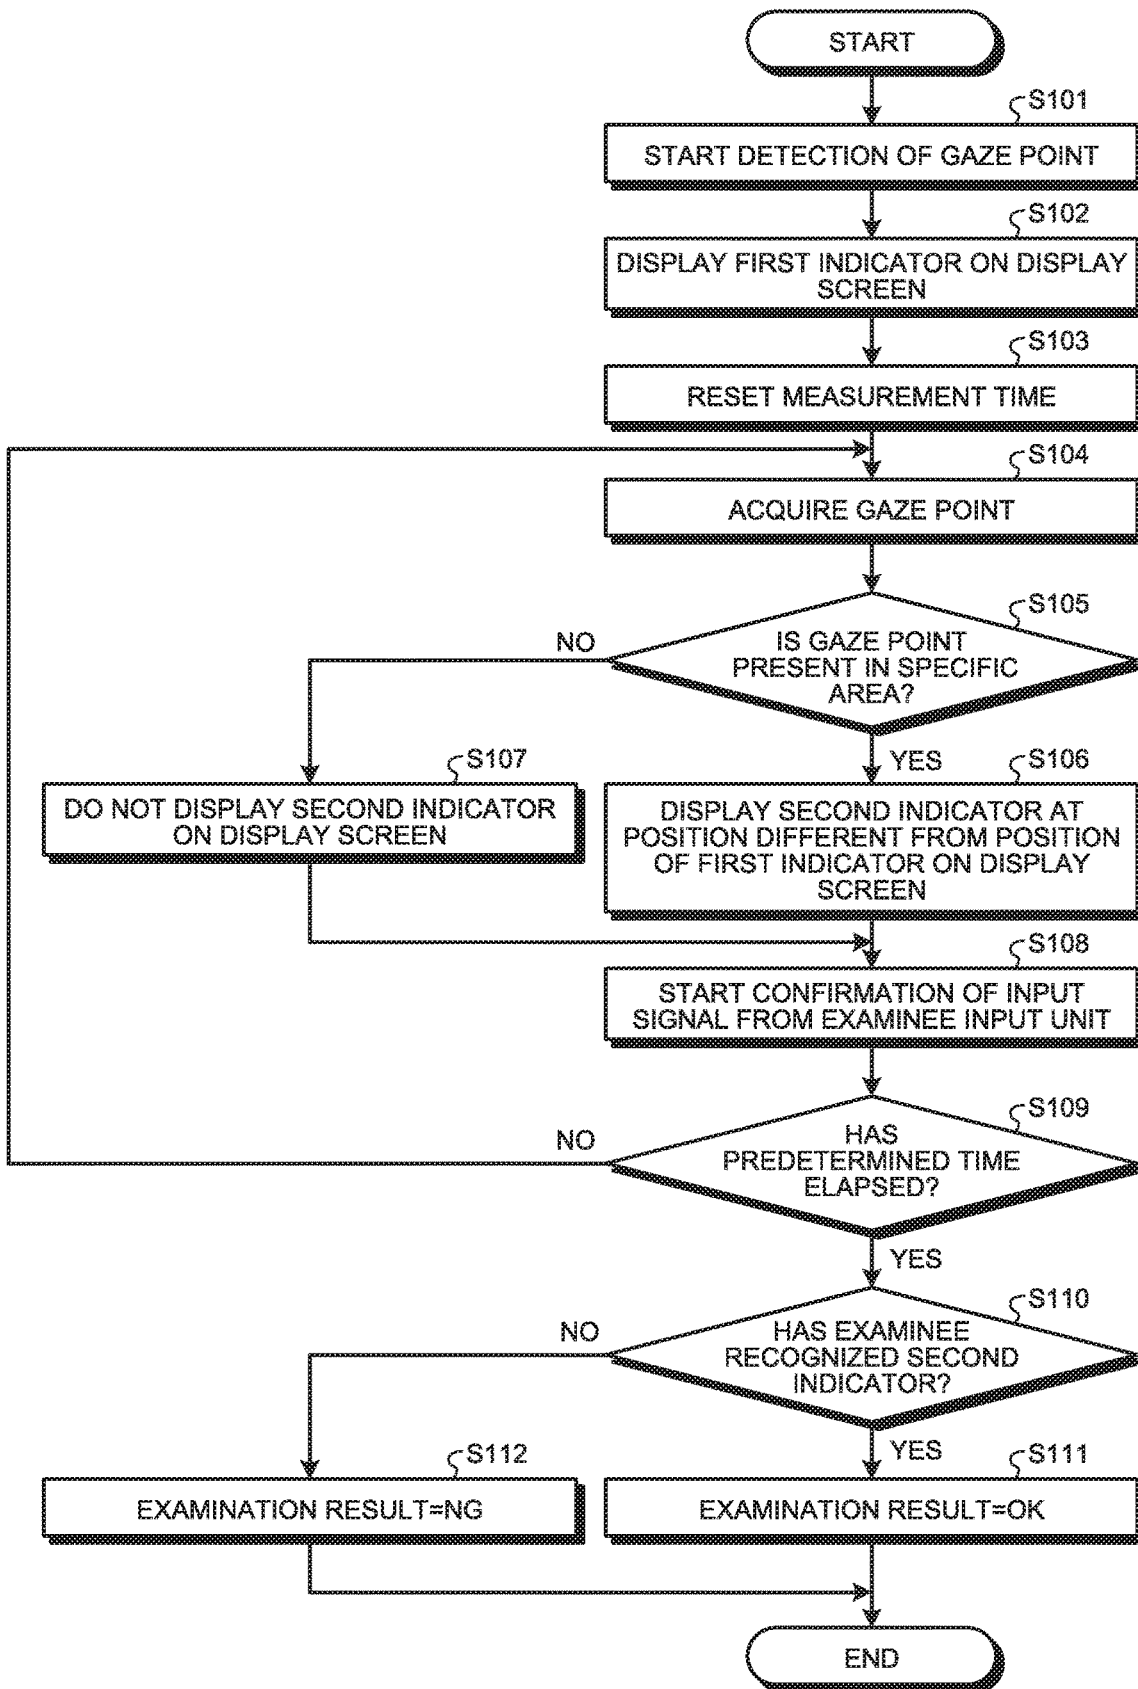 START
S101
START DETECTION OF GAZE POINT
S102
DISPLAY FIRST INDICATOR ON DISPLAY
SCREEN
S103
RESET MEASUREMENT TIME
S104
ACQUIRE GAZE POINT
S105
NO
IS GAZE POINT
PRESENT IN SPECIFIC
AREA?
YES
S107
DO NOT DISPLAY SECOND INDICATOR
ON DISPLAY SCREEN
S106
DISPLAY SECOND INDICATOR AT
POSITION DIFFERENT FROM POSITION
OF FIRST INDICATOR ON DISPLAY
SCREEN
S108
START CONFIRMATION OF INPUT
SIGNAL FROM EXAMINEE INPUT UNIT
S109
NO
HAS
PREDETERMINED TIME
ELAPSED?
YES
S110
NO
HAS EXAMINEE
RECOGNIZED SECOND
INDICATOR?
YES
S112
EXAMINATION RESULT=NG
S111
EXAMINATION RESULT=OK
END